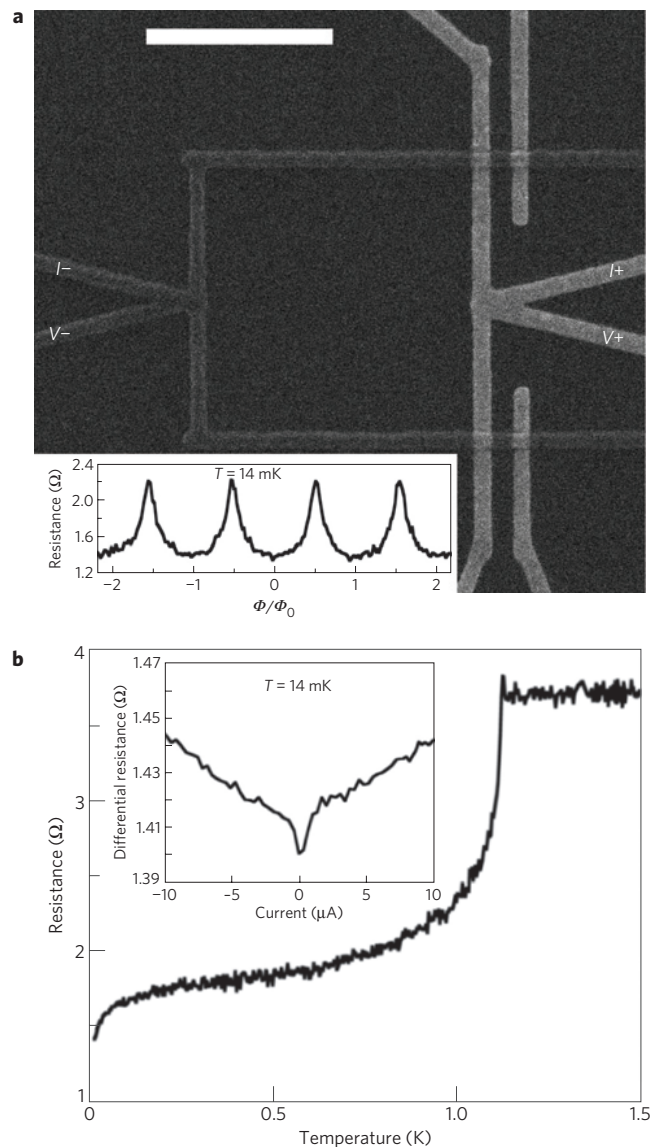 a
I−
I+
V−
V+
2.4
2.0
1.6
1.2
Resistance (Ω)
T = 14 mK
−2
−1
0
1
2
Φ/Φ0
b
4
3
2
1
Resistance (Ω)
0
0.5
1.0
1.5
Temperature (K)
1.47
1.45
1.43
1.41
1.39
Differential resistance (Ω)
T = 14 mK
−10
−5
0
5
10
Current (μA)